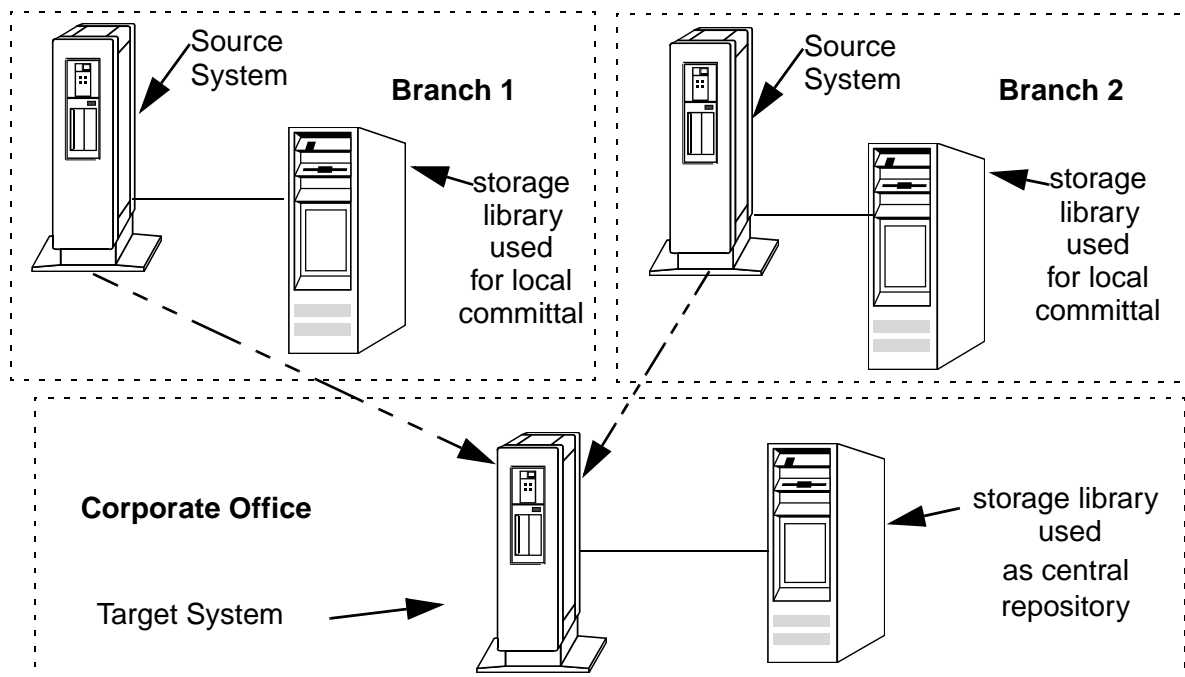 Source
System
Branch 1
storage
library
used
for local
committal
Source
System
Branch 2
storage
library
used
for local
committal
Corporate Office
Target System
storage library
used
as central
repository